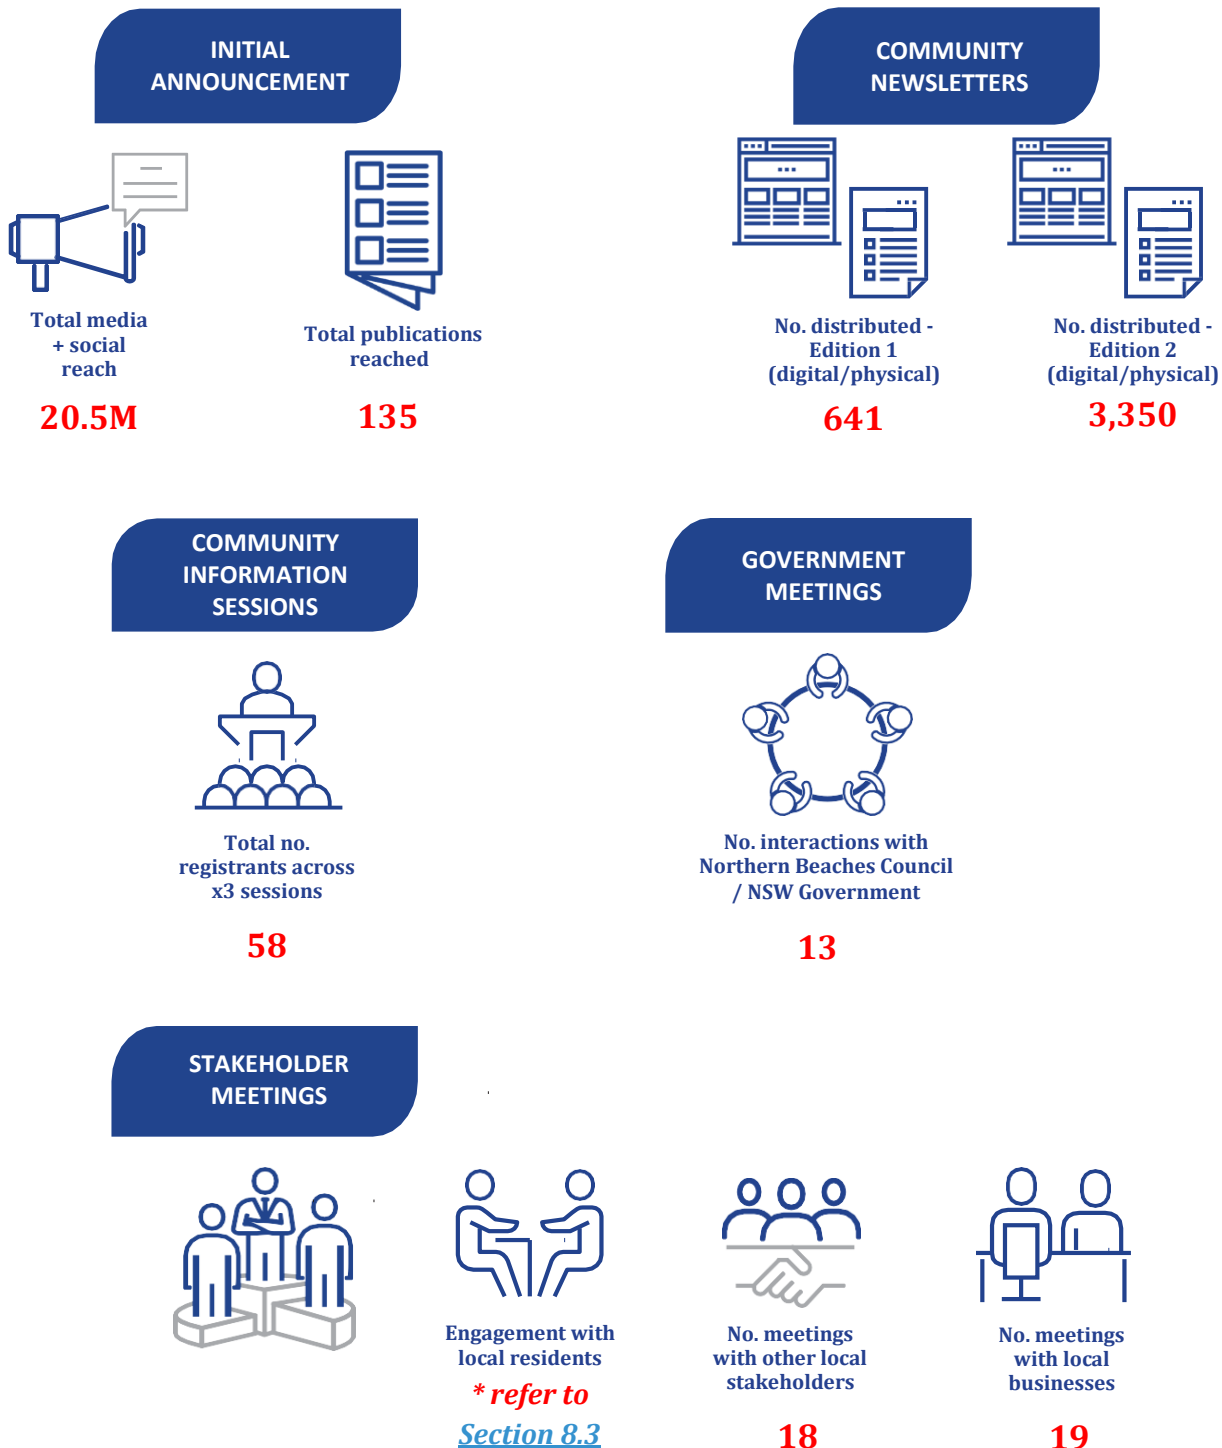 INITIAL
ANNOUNCEMENT
Total media
+ social
reach
20.5M
Total publications
reached
135
COMMUNITY
NEWSLETTERS
No. distributed -
Edition 1
(digital/physical)
641
No. distributed -
Edition 2
(digital/physical)
3,350
COMMUNITY
INFORMATION
SESSIONS
Total no.
registrants across
x3 sessions
58
GOVERNMENT
MEETINGS
No. interactions with
Northern Beaches Council
/ NSW Government
13
STAKEHOLDER
MEETINGS
Engagement with
local residents
* refer to
Section 8.3
No. meetings
with other local
stakeholders
18
No. meetings
with local
businesses
19